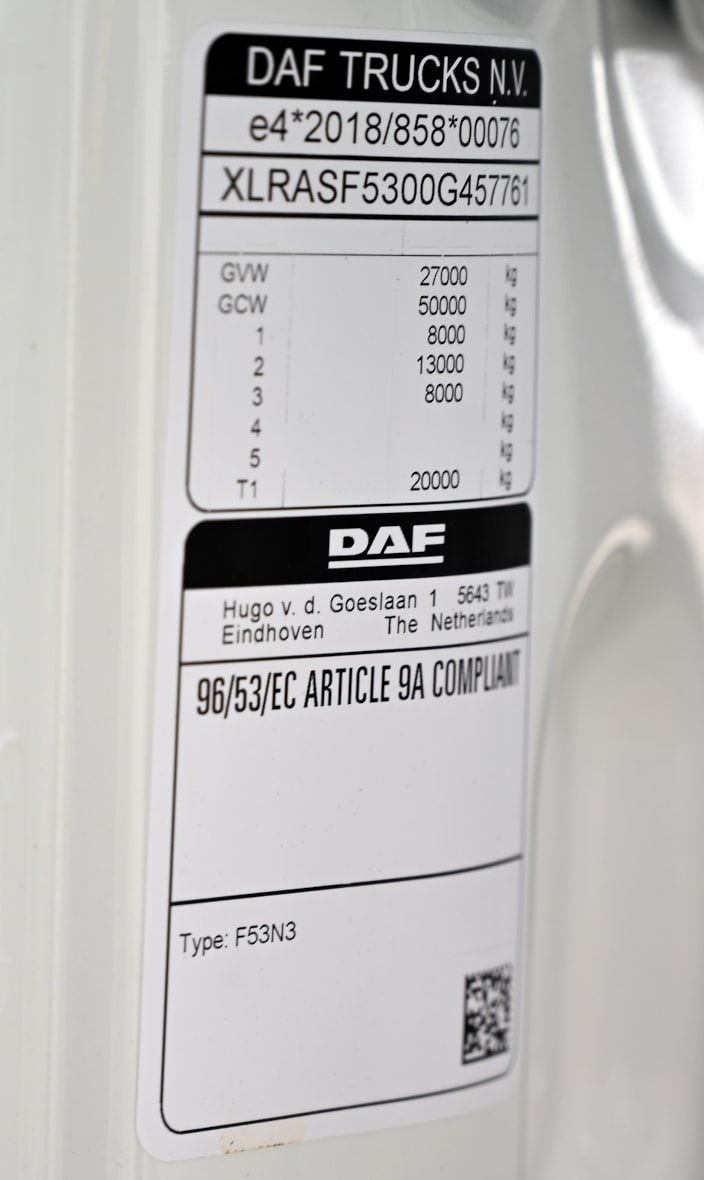 DAF TRUCKS N.V.
e4*2018/858*00076
XLRASF5300G457761
GVW 27000 kg
GCW 50000 kg
1 8000 kg
2 13000 kg
3 8000 kg
4 kg
5 kg
T1 20000 kg
DAF
Hugo v. d. Goeslaan 1 5643 TW
Eindhoven The Netherlands
96/53/EC ARTICLE 9A COMPLIANT
Type: F53N3